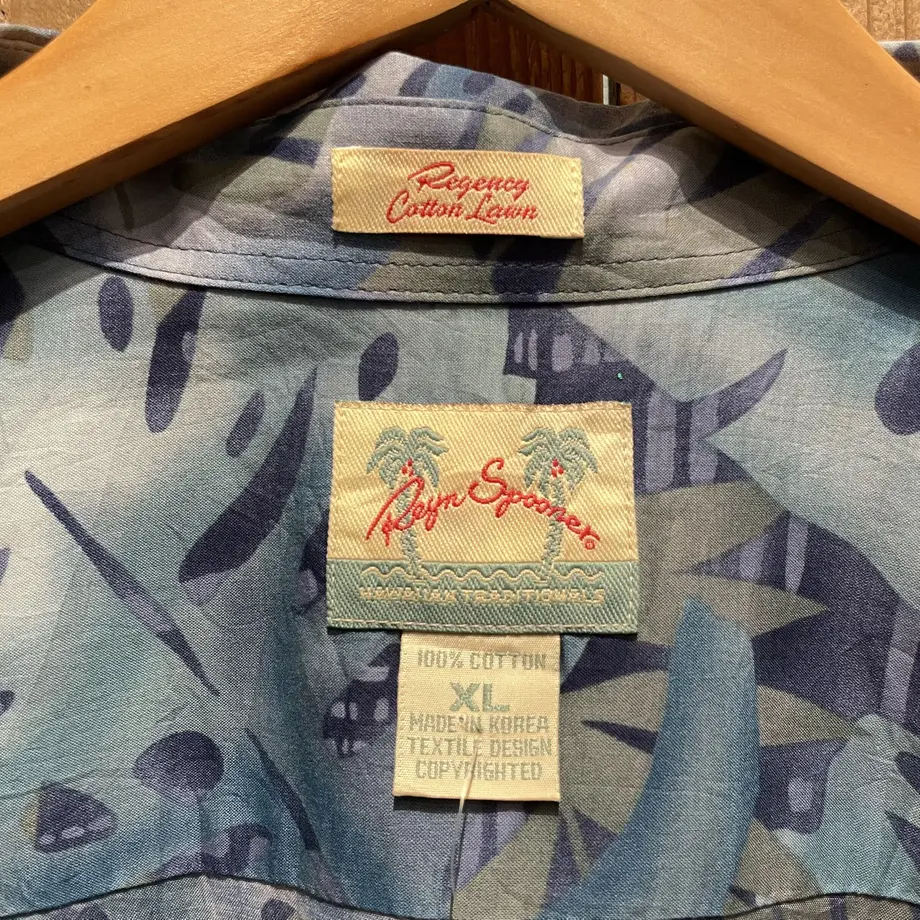 Regency
Cotton Lawn
Reyn Spooner®
HAWAIIAN TRADITIONALS
100% COTTON
XL
MADE IN KOREA
TEXTILE DESIGN
COPYRIGHTED